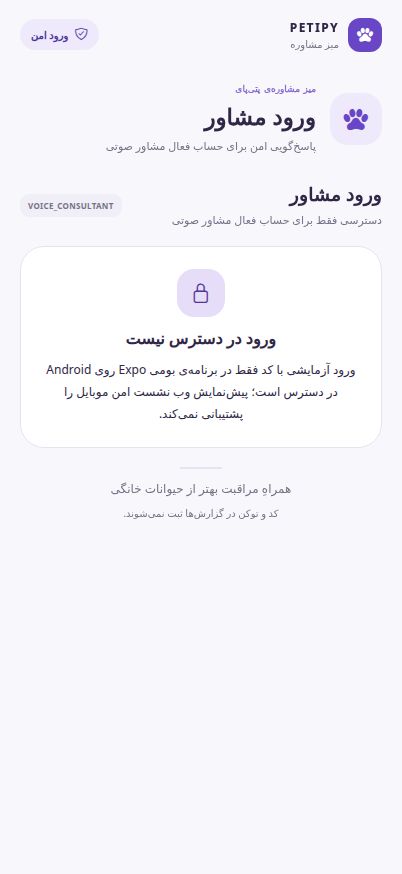 PETIPY
میز مشاوره
ورود امن
میز مشاوره‌ی پتی‌پای
ورود مشاور
پاسخ‌گویی امن برای حساب فعال مشاور صوتی
ورود مشاور
VOICE_CONSULTANT
دسترسی فقط برای حساب فعال مشاور صوتی
ورود در دسترس نیست
ورود آزمایشی با کد فقط در برنامه‌ی بومی Expo روی Android
در دسترس است؛ پیش‌نمایش وب نشست امن موبایل را
پشتیبانی نمی‌کند.
همراهِ مراقبت بهتر از حیوانات خانگی
کد و توکن در گزارش‌ها ثبت نمی‌شوند.